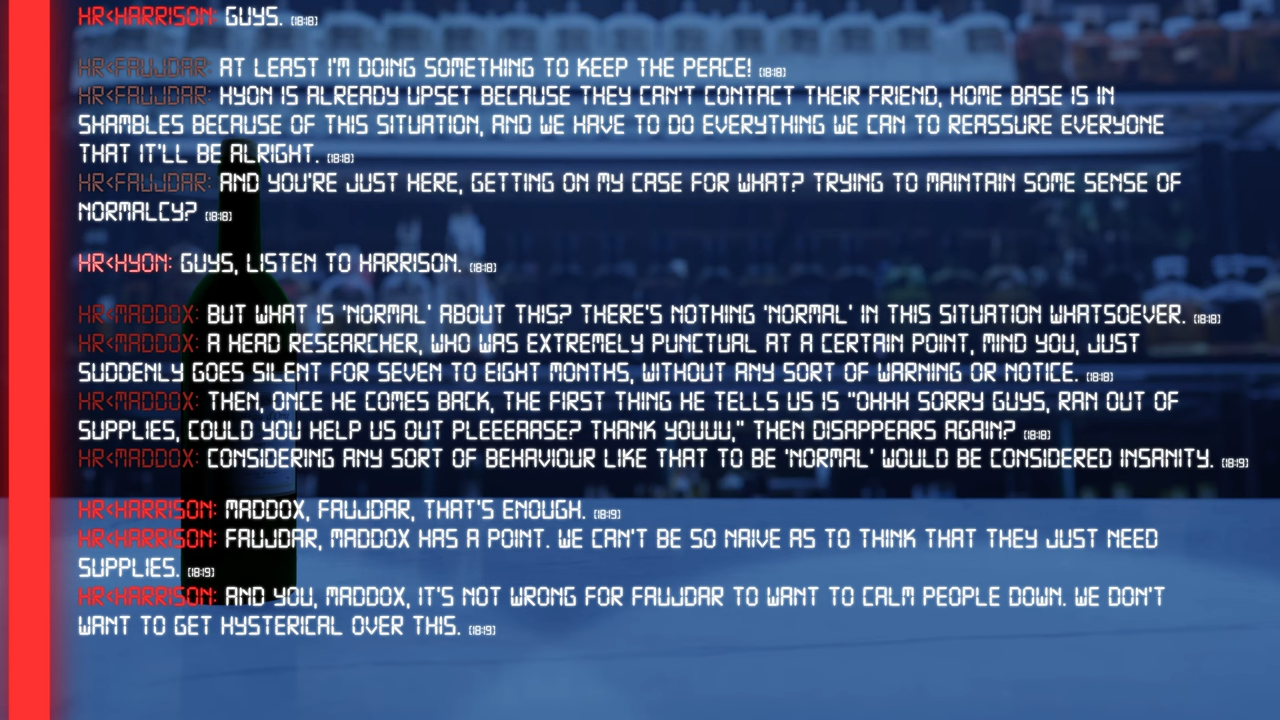 HR<HARRISON: GUYS. [18:18]
HR<FAUJDAR: AT LEAST I'M DOING SOMETHING TO KEEP THE PEACE! [18:18]
HR<FAUJDAR: HYON IS ALREADY UPSET BECAUSE THEY CAN'T CONTACT THEIR FRIEND, HOME BASE IS IN
SHAMBLES BECAUSE OF THIS SITUATION, AND WE HAVE TO DO EVERYTHING WE CAN TO REASSURE EVERYONE
THAT IT'LL BE ALRIGHT. [18:18]
HR<FAUJDAR: AND YOU'RE JUST HERE, GETTING ON MY CASE FOR WHAT? TRYING TO MAINTAIN SOME SENSE OF
NORMALCY? [18:18]
HR<HYON: GUYS, LISTEN TO HARRISON. [18:18]
HR<MADDOX: BUT WHAT IS 'NORMAL' ABOUT THIS? THERE'S NOTHING 'NORMAL' IN THIS SITUATION WHATSOEVER. [18:18]
HR<MADDOX: A HEAD RESEARCHER, WHO WAS EXTREMELY PUNCTUAL AT A CERTAIN POINT, MIND YOU, JUST
SUDDENLY GOES SILENT FOR SEVEN TO EIGHT MONTHS, WITHOUT ANY SORT OF WARNING OR NOTICE. [18:18]
HR<MADDOX: THEN, ONCE HE COMES BACK, THE FIRST THING HE TELLS US IS "OHHH SORRY GUYS, RAN OUT OF
SUPPLIES, COULD YOU HELP US OUT PLEEEAASE? THANK YOUUU," THEN DISAPPEARS AGAIN? [18:18]
HR<MADDOX: CONSIDERING ANY SORT OF BEHAVIOUR LIKE THAT TO BE 'NORMAL' WOULD BE CONSIDERED INSANITY. [18:19]
HR<HARRISON: MADDOX, FAUJDAR, THAT'S ENOUGH. [18:19]
HR<HARRISON: FAUJDAR, MADDOX HAS A POINT. WE CAN'T BE SO NAIVE AS TO THINK THAT THEY JUST NEED
SUPPLIES. [18:19]
HR<HARRISON: AND YOU, MADDOX, IT'S NOT WRONG FOR FAUJDAR TO WANT TO CALM PEOPLE DOWN. WE DON'T
WANT TO GET HYSTERICAL OVER THIS. [18:19]